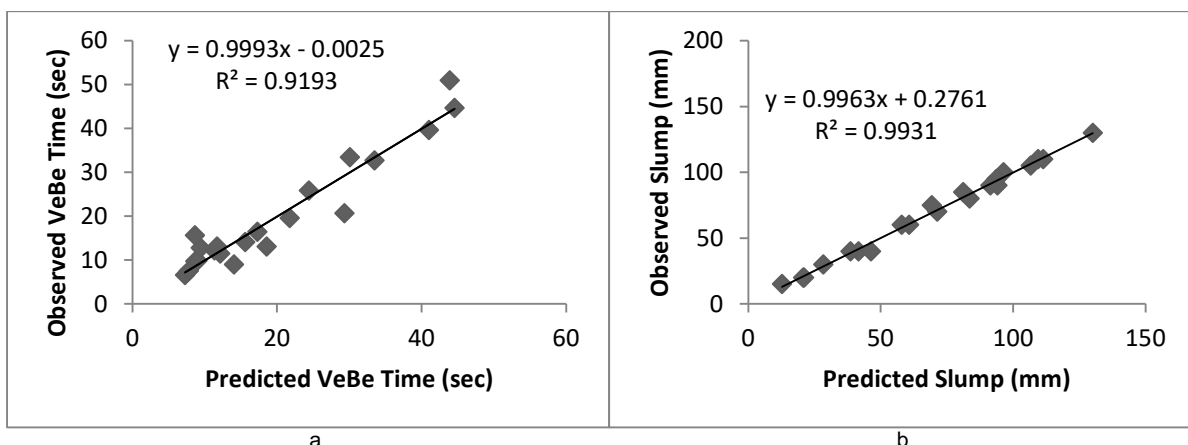 y = 0.9993x - 0.0025
R² = 0.9193
60
50
40
30
20
10
0
Observed VeBe Time (sec)
0 20 40 60
Predicted VeBe Time (sec)
a
y = 0.9963x + 0.2761
R² = 0.9931
200
150
100
50
0
Observed Slump (mm)
0 50 100 150
Predicted Slump (mm)
b